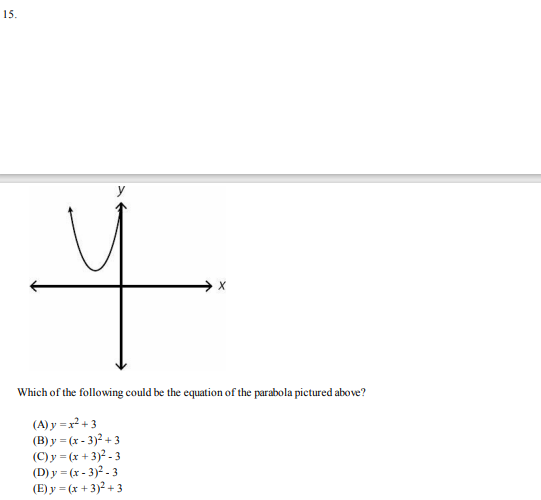 15.
y
x
Which of the following could be the equation of the parabola pictured above?
(A) y = x² + 3
(B) y = (x - 3)² + 3
(C) y = (x + 3)² - 3
(D) y = (x - 3)² - 3
(E) y = (x + 3)² + 3